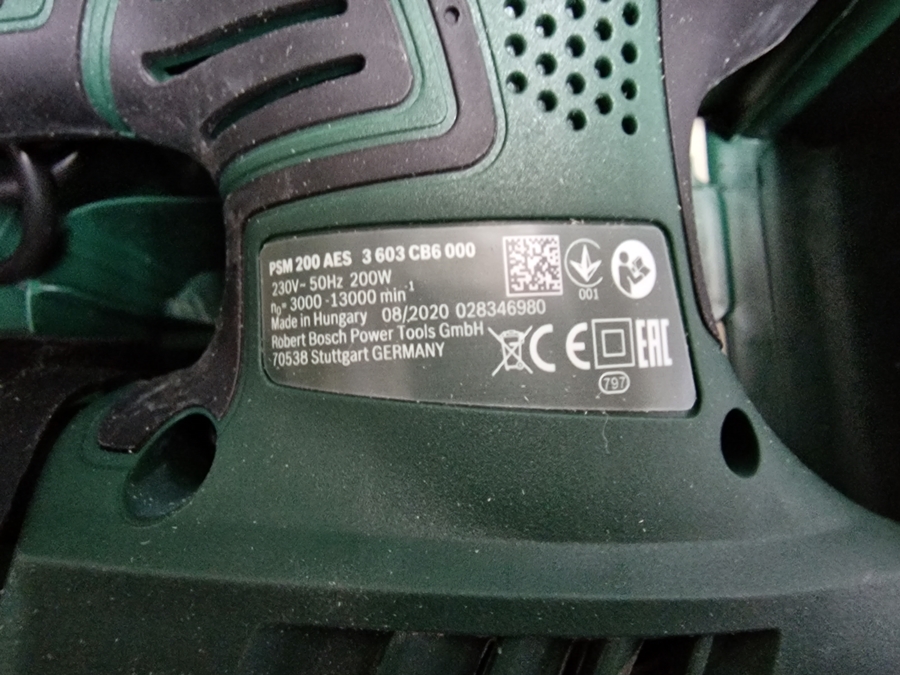 PSM 200 AES 3 603 CB6 000
230V~ 50Hz 200W
n₀= 3000 -13000 min⁻¹
Made in Hungary 08/2020 028346980
Robert Bosch Power Tools GmbH
70538 Stuttgart GERMANY
001
CE
EAC
797